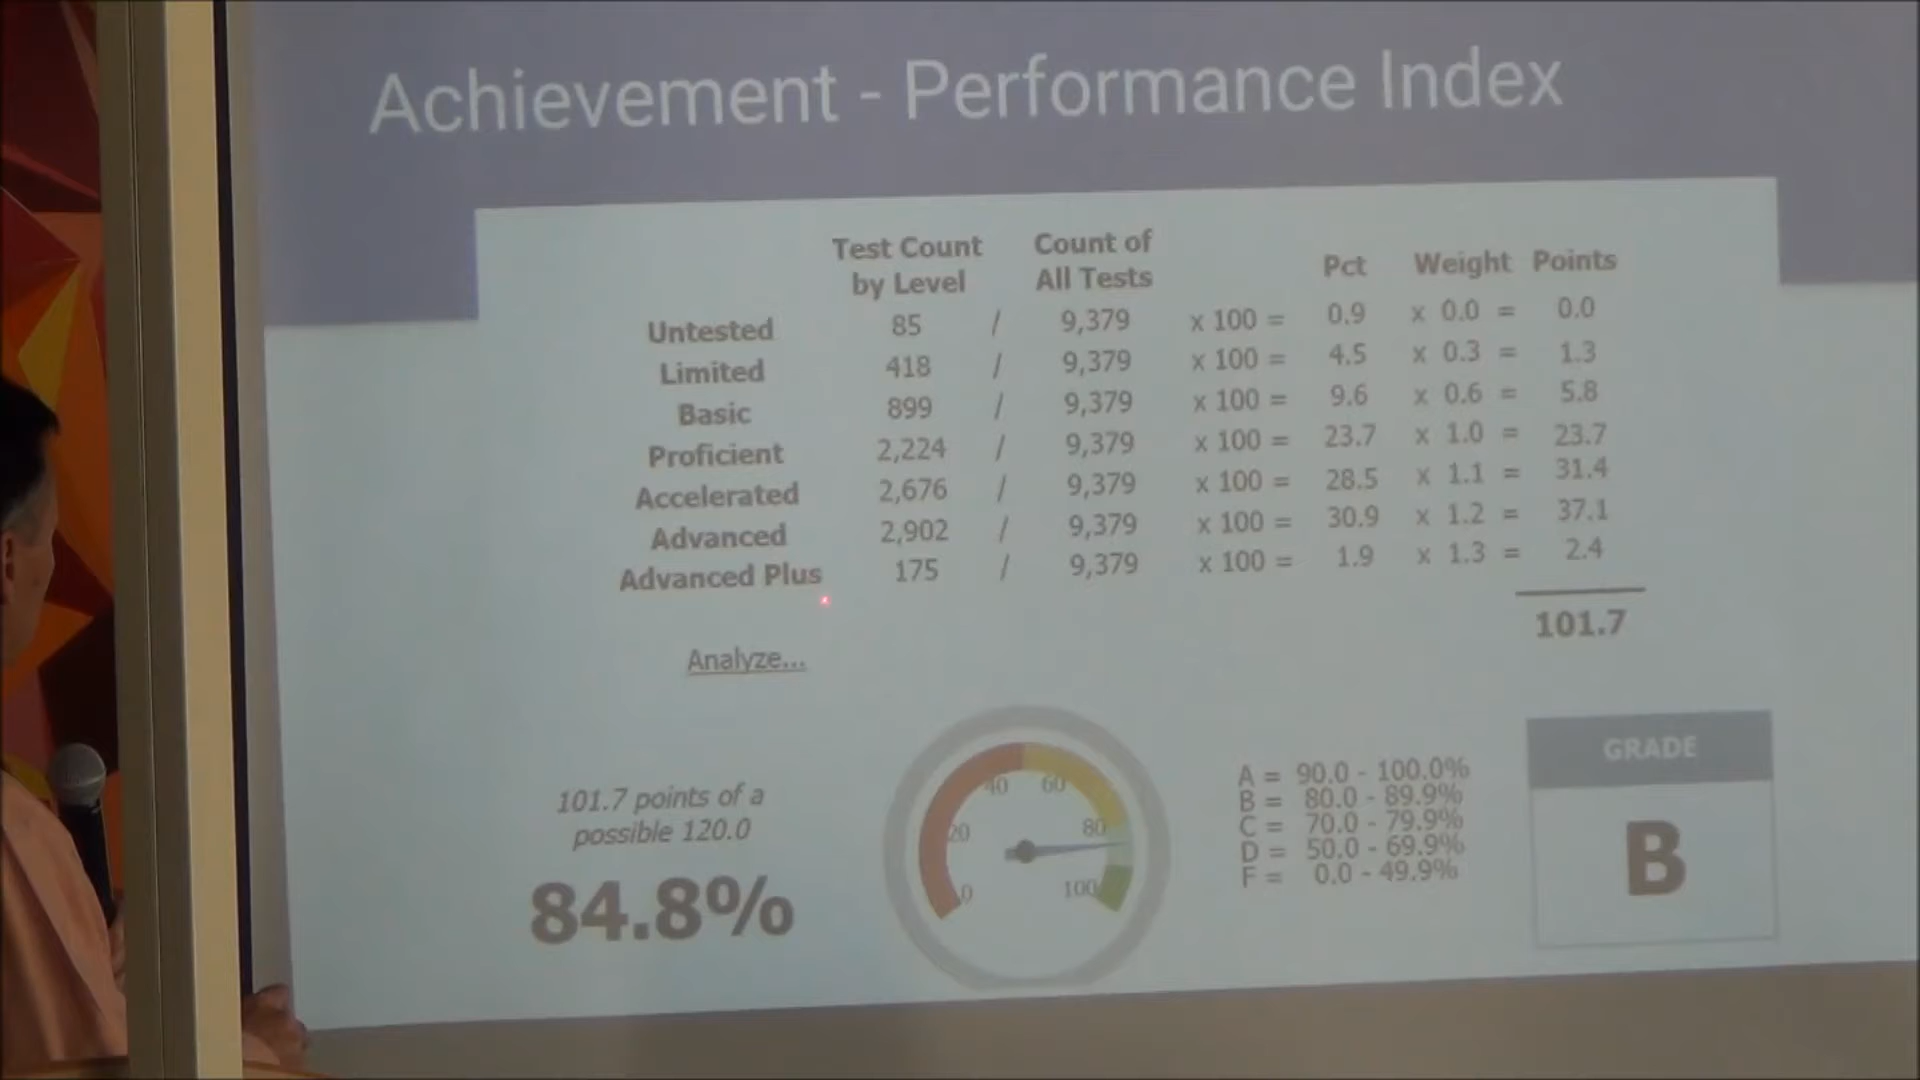 Achievement - Performance Index
Test Count by Level Count of All Tests Pct Weight Points
Untested 85 / 9,379 x 100 = 0.9 x 0.0 = 0.0
Limited 418 / 9,379 x 100 = 4.5 x 0.3 = 1.3
Basic 899 / 9,379 x 100 = 9.6 x 0.6 = 5.8
Proficient 2,224 / 9,379 x 100 = 23.7 x 1.0 = 23.7
Accelerated 2,676 / 9,379 x 100 = 28.5 x 1.1 = 31.4
Advanced 2,902 / 9,379 x 100 = 30.9 x 1.2 = 37.1
Advanced Plus 175 / 9,379 x 100 = 1.9 x 1.3 = 2.4
101.7
Analyze...
101.7 points of a
possible 120.0
84.8%
0 20 40 60 80 100
A = 90.0 - 100.0%
B = 80.0 - 89.9%
C = 70.0 - 79.9%
D = 50.0 - 69.9%
F = 0.0 - 49.9%
GRADE
B